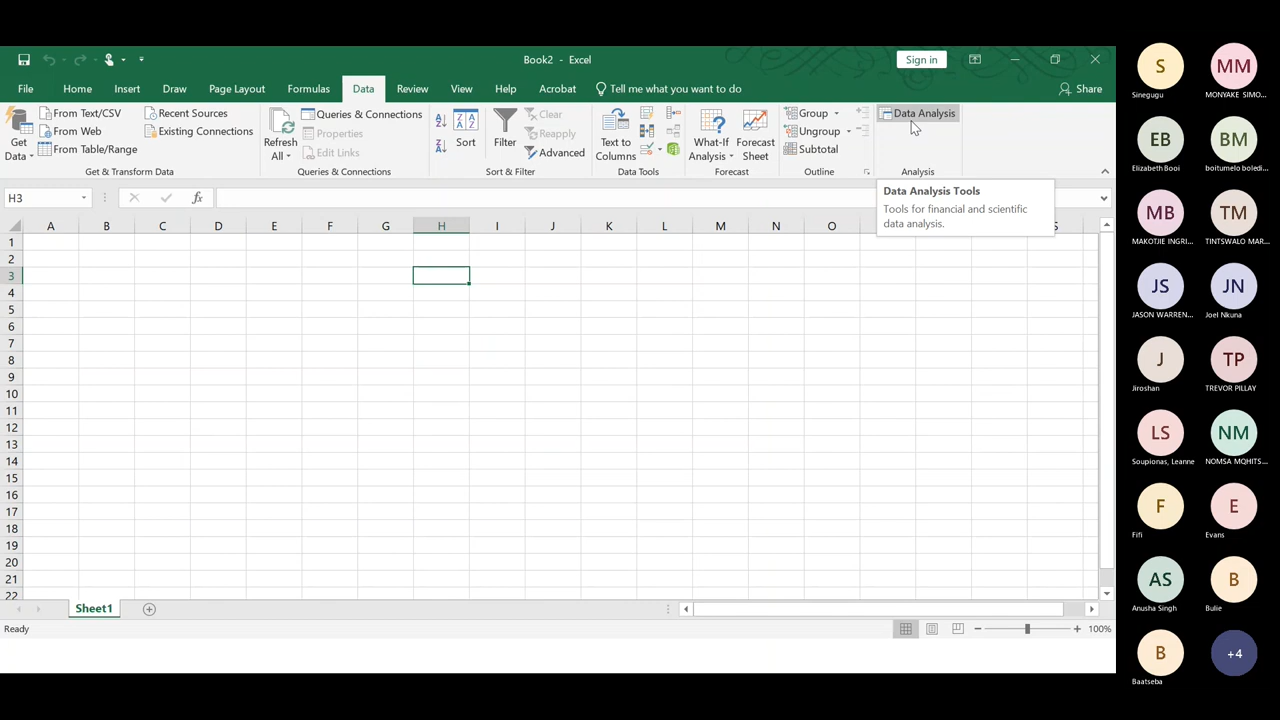 Book2 - Excel
Sign in
File Home Insert Draw Page Layout Formulas Data Review View Help Acrobat Tell me what you want to do Share
Get Data
From Text/CSV
From Web
From Table/Range
Recent Sources
Existing Connections
Get & Transform Data
Refresh All
Queries & Connections
Properties
Edit Links
Queries & Connections
Sort
Filter
Clear
Reapply
Advanced
Sort & Filter
Text to Columns
Data Tools
What-If Analysis
Forecast Sheet
Forecast
Group
Ungroup
Subtotal
Outline
Data Analysis
Analysis
Data Analysis Tools
Tools for financial and scientific
data analysis.
H3
fx
A B C D E F G H I J K L M N O S
1
2
3
4
5
6
7
8
9
10
11
12
13
14
15
16
17
18
19
20
21
22
Sheet1
Ready
100%
S MM
Sinegugu MONYAKE SIMO...
EB BM
Elizabeth Booi boitumelo boledi...
MB TM
MAKOTJIE INGRI... TINTSWALO MAR...
JS JN
JASON WARREN... Joel Nkuna
J TP
Jiroshan TREVOR PILLAY
LS NM
Soupionas, Leanne NOMSA MQHITS...
F E
Fifi Evans
AS B
Anusha Singh Bulie
B +4
Baatseba